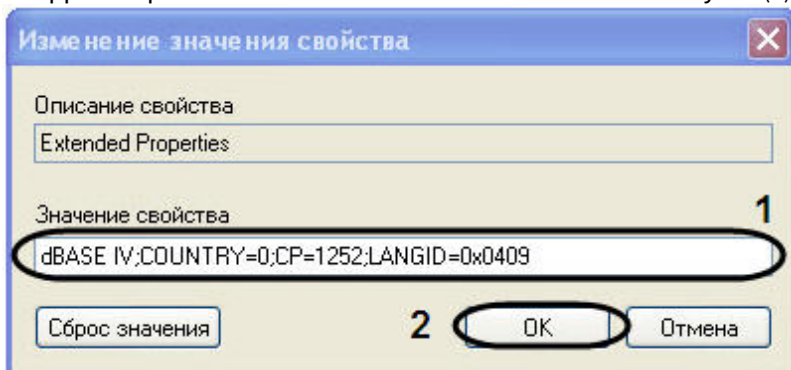 Изменение значения свойства
Описание свойства
Extended Properties
Значение свойства
1
dBASE IV;COUNTRY=0;CP=1252;LANGID=0x0409
Сброс значения 2 OK Отмена